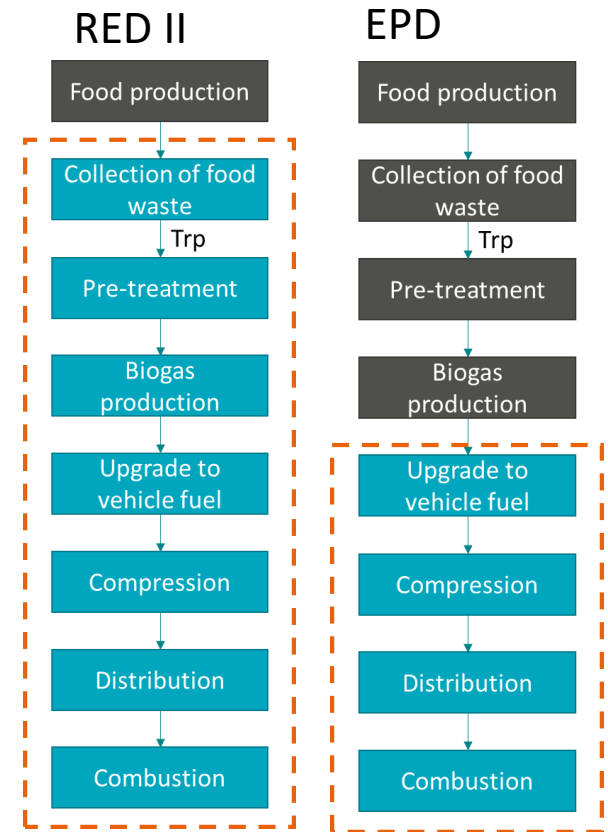 RED II
Food production
Collection of food
waste
Trp
Pre-treatment
Biogas
production
Upgrade to
vehicle fuel
Compression
Distribution
Combustion
EPD
Food production
Collection of food
waste
Trp
Pre-treatment
Biogas
production
Upgrade to
vehicle fuel
Compression
Distribution
Combustion